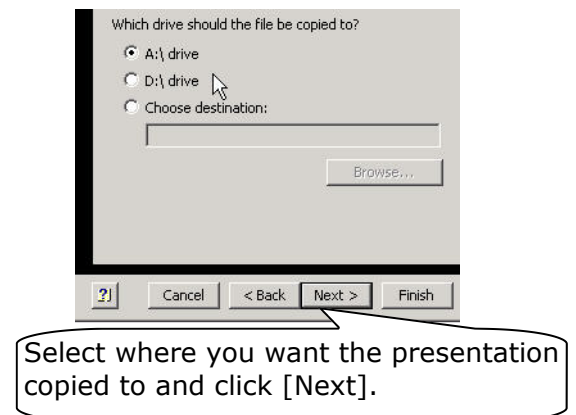 Which drive should the file be copied to?
A:\ drive
D:\ drive
Choose destination:
Browse...
?
Cancel
< Back
Next >
Finish
Select where you want the presentation
copied to and click [Next].